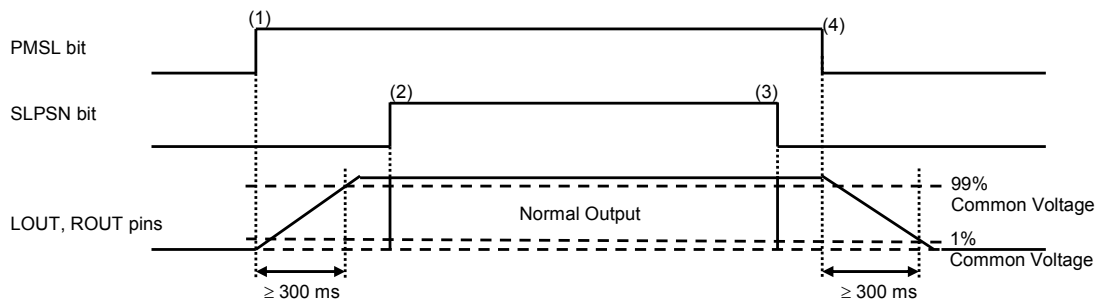 (1)
(4)
PMSL bit
(2)
(3)
SLPSN bit
99%
Common Voltage
LOUT, ROUT pins
Normal Output
1%
Common Voltage
≥ 300 ms
≥ 300 ms